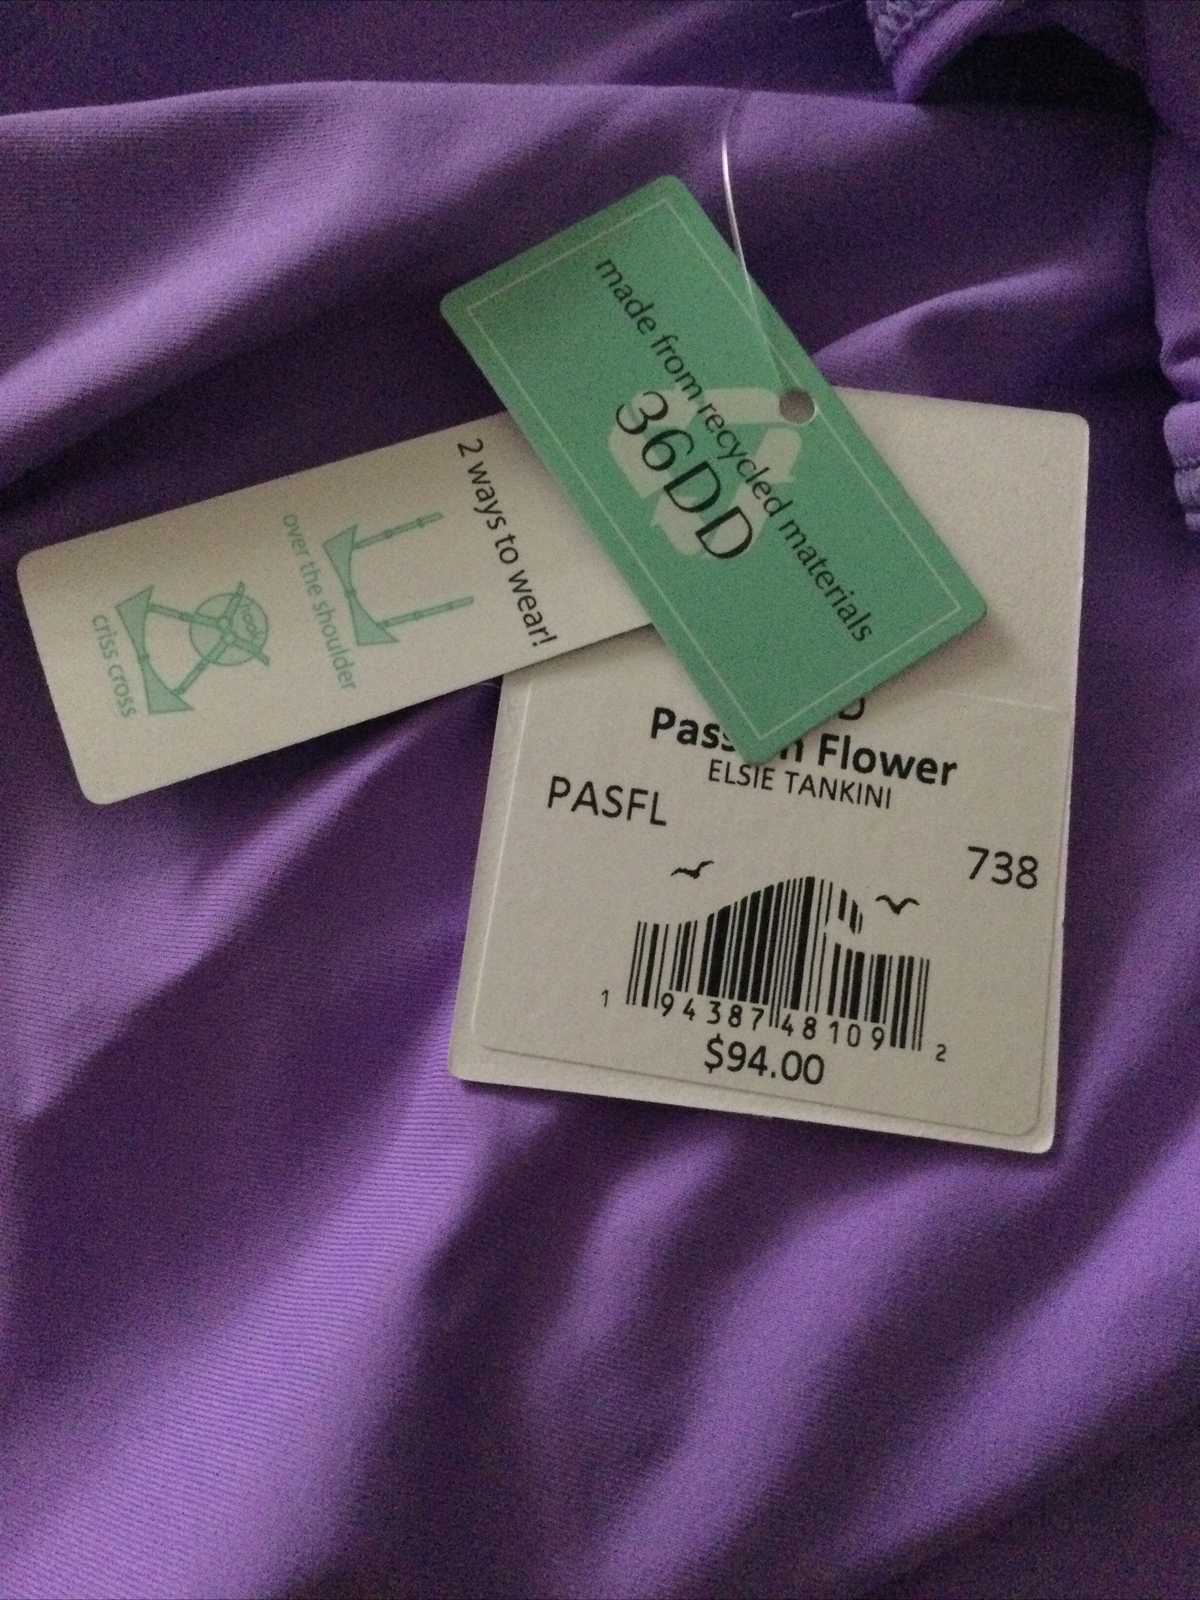 made from recycled materials
36DD
2 ways to wear!
over the shoulder
hook
criss cross
D
Flower
ELSIE TANKINI
PASFL
738
1 94387 48109 2
$94.00